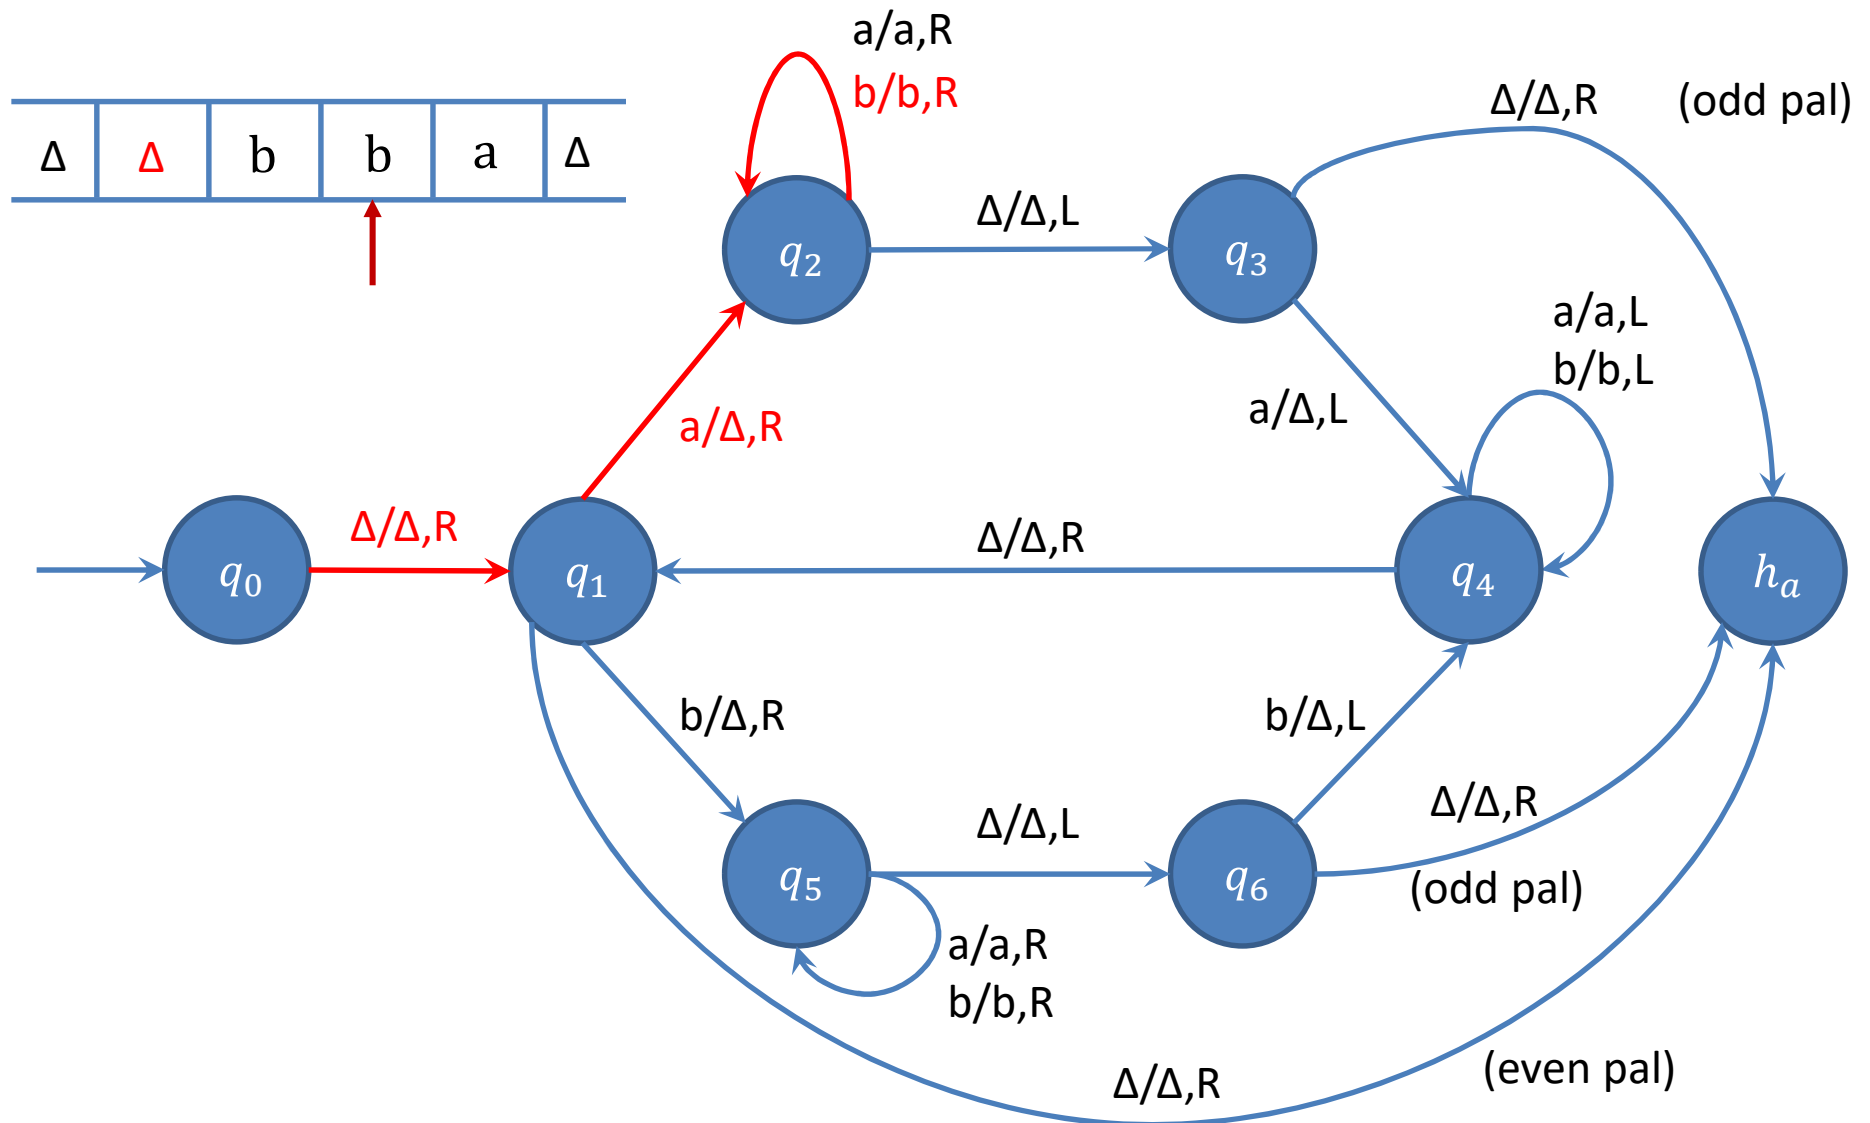 a/a,R
b/b,R
Δ/Δ,R (odd pal)
Δ Δ b b a Δ
Δ/Δ,L
q₂ q₃
a/a,L
b/b,L
a/Δ,R a/Δ,L
Δ/Δ,R Δ/Δ,R
q₀ q₁ q₄ hₐ
b/Δ,R b/Δ,L
Δ/Δ,L Δ/Δ,R
q₅ q₆ (odd pal)
a/a,R
b/b,R
Δ/Δ,R (even pal)